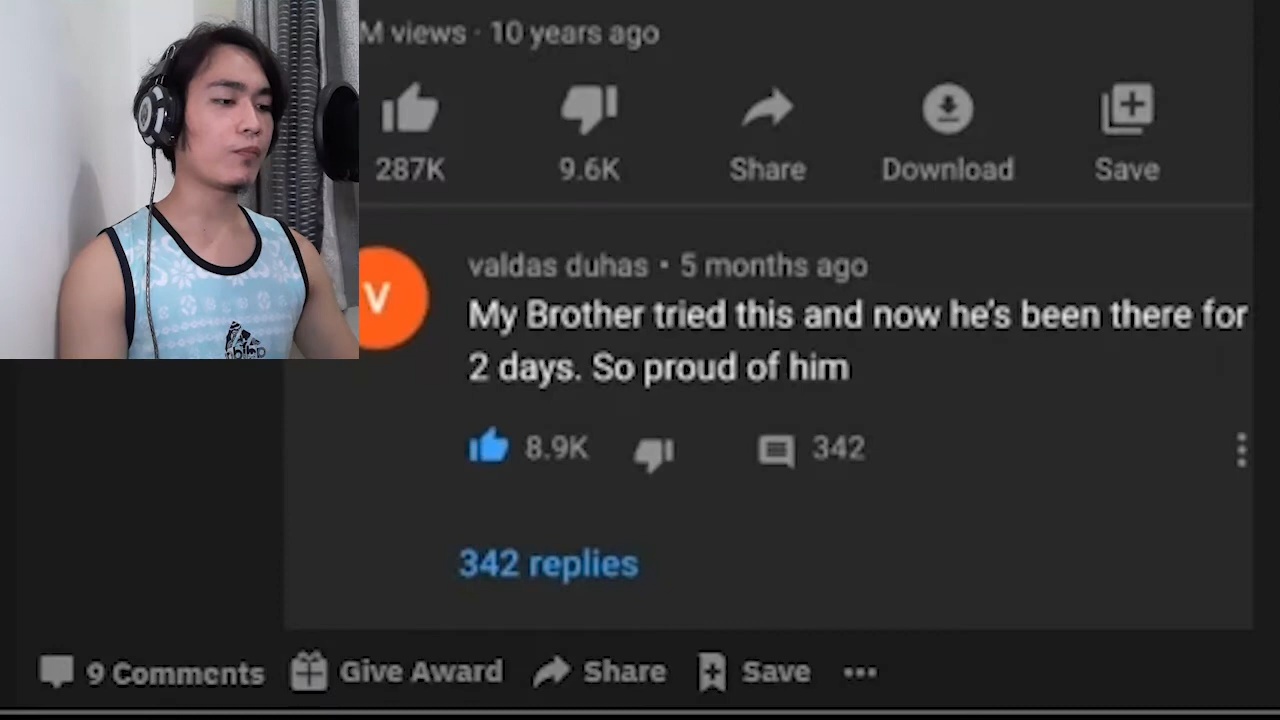 M views · 10 years ago
287K
9.6K
Share
Download
Save
V
valdas duhas • 5 months ago
My Brother tried this and now he's been there for
2 days. So proud of him
8.9K
342
342 replies
9 Comments
Give Award
Share
Save